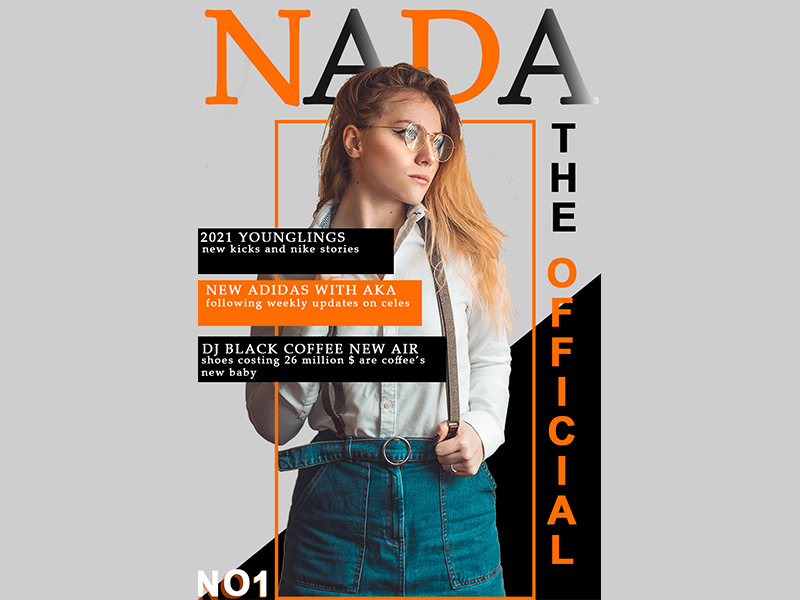 NADA
THE OFFICIAL
2021 YOUNGLINGS
new kicks and nike stories
NEW ADIDAS WITH AKA
following weekly updates on celes
DJ BLACK COFFEE NEW AIR
shoes costing 26 million $ are coffee's
new baby
NO1